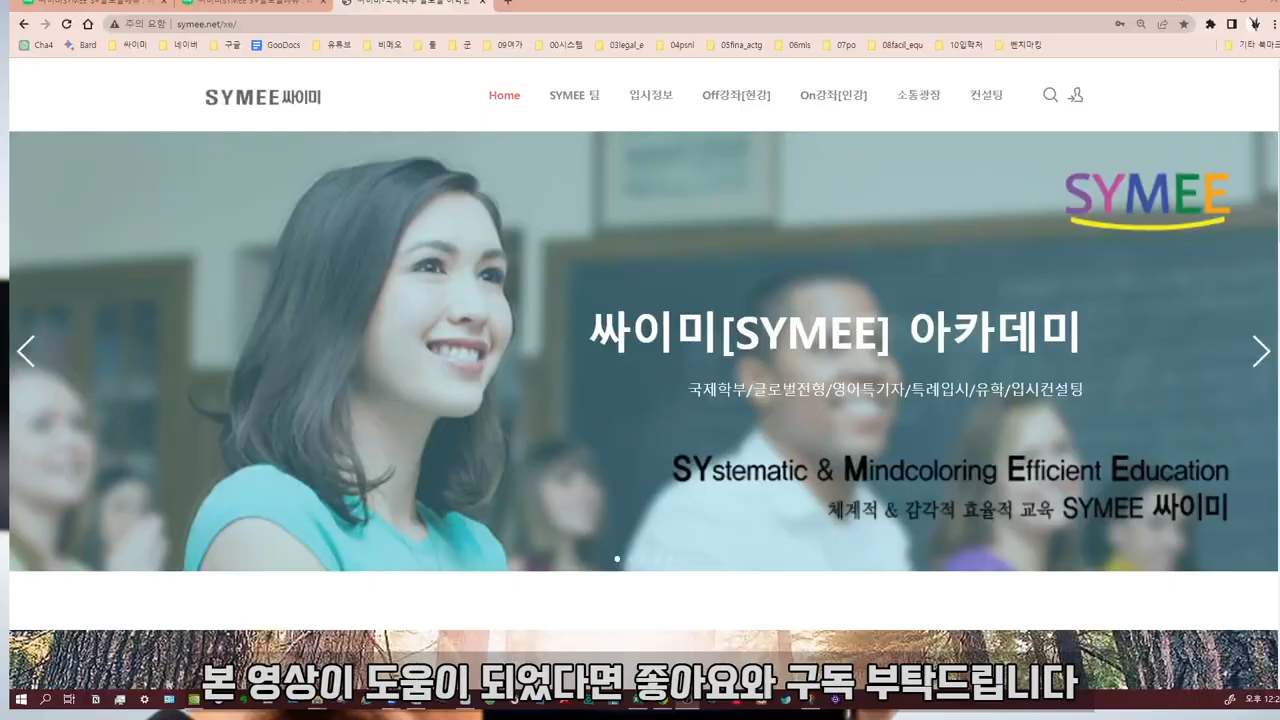 주의 요함 | symee.net/xe/
Cha4 Bard 싸이미 네이버 구글 GooDocs 유튜브 비메오 툴 군 09여가 00시스템 03legal_e 04psnl 05fina_actg 06mis 07po 08facil_equ 10입학처 벤치마킹 기타 북마크
SYMEE싸이미 Home SYMEE 팀 입시정보 Off강좌[현강] On강좌[인강] 소통광장 컨설팅
SYMEE
싸이미[SYMEE] 아카데미
국제학부/글로벌전형/영어특기자/특례입시/유학/입시컨설팅
SYstematic & Mindcoloring Efficient Education
체계적 & 감각적 효율적 교육 SYMEE 싸이미
본 영상이 도움이 되었다면 좋아요와 구독 부탁드립니다
오후 12:2